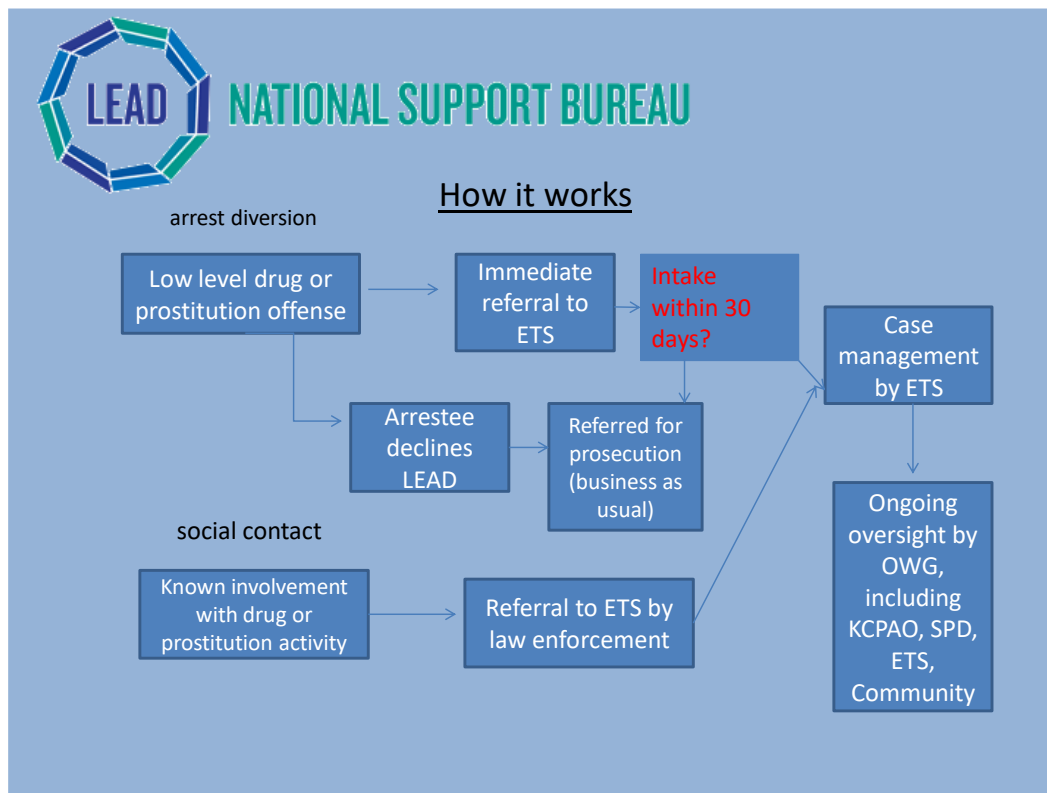 LEAD
NATIONAL SUPPORT BUREAU
How it works
arrest diversion
Low level drug or
prostitution offense
Immediate
referral to
ETS
Intake
within 30
days?
Case
management
by ETS
Arrestee
declines
LEAD
Referred for
prosecution
(business as
usual)
social contact
Known involvement
with drug or
prostitution activity
Referral to ETS by
law enforcement
Ongoing
oversight by
OWG,
including
KCPAO, SPD,
ETS,
Community